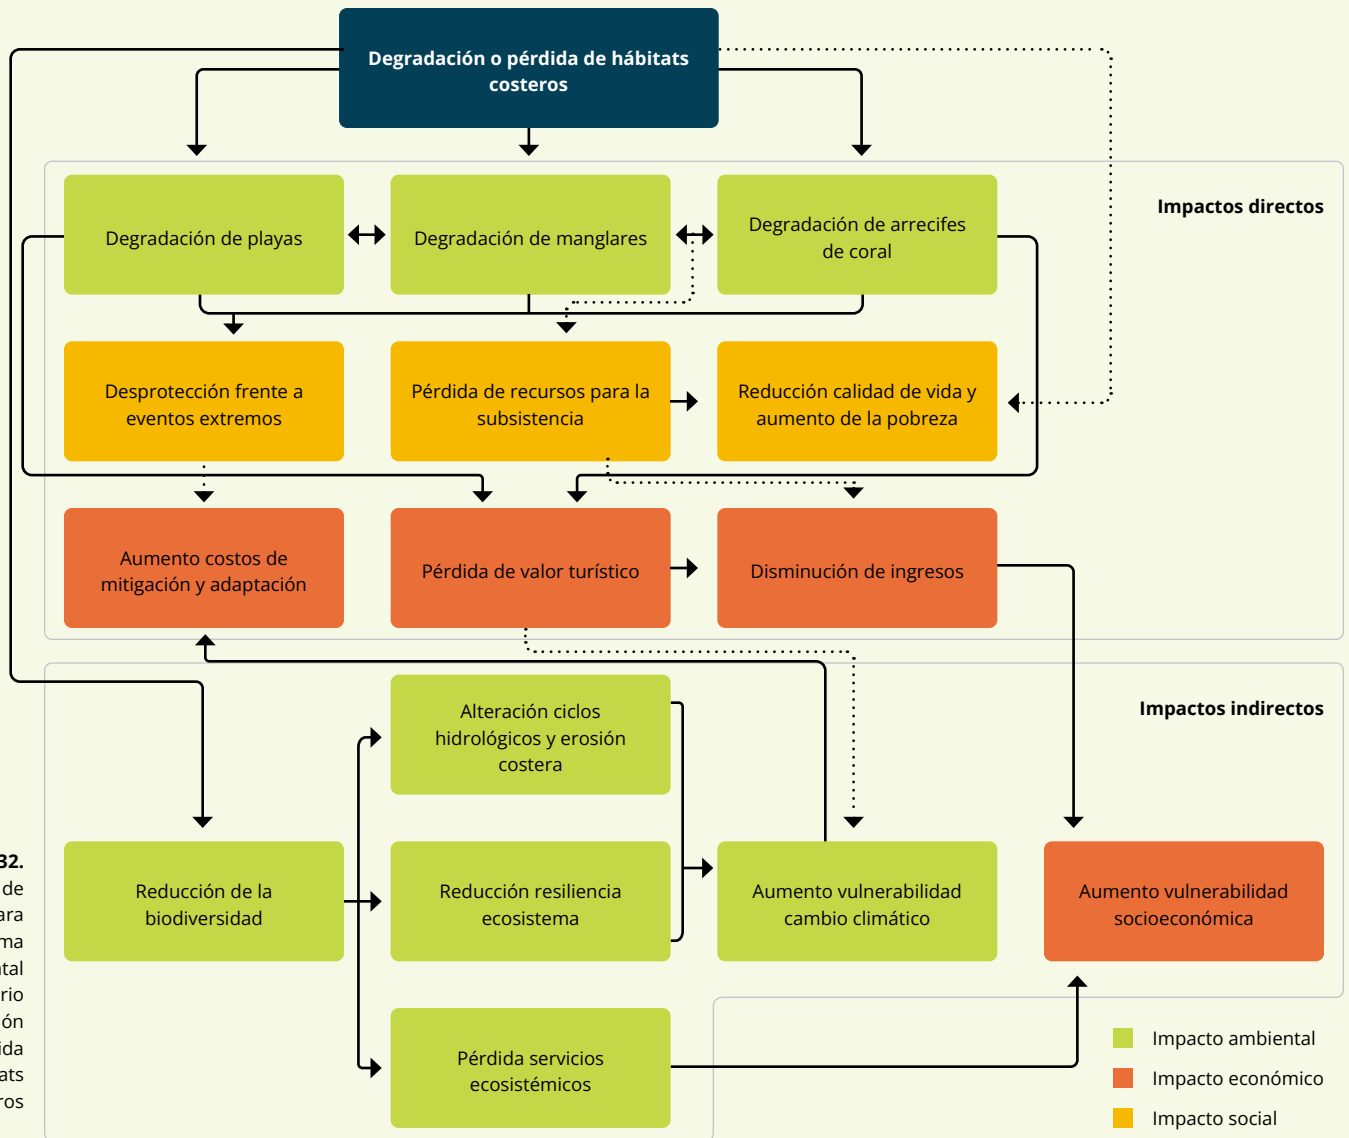 Degradación o pérdida de hábitats
costeros
Impactos directos
Degradación de playas
Degradación de manglares
Degradación de arrecifes
de coral
Desprotección frente a
eventos extremos
Pérdida de recursos para la
subsistencia
Reducción calidad de vida y
aumento de la pobreza
Aumento costos de
mitigación y adaptación
Pérdida de valor turístico
Disminución de ingresos
Impactos indirectos
Alteración ciclos
hidrológicos y erosión
costera
Reducción de la
biodiversidad
Reducción resiliencia
ecosistema
Aumento vulnerabilidad
cambio climático
Aumento vulnerabilidad
socioeconómica
Pérdida servicios
ecosistémicos
32.
de
Impacto ambiental
Impacto económico
Impacto social